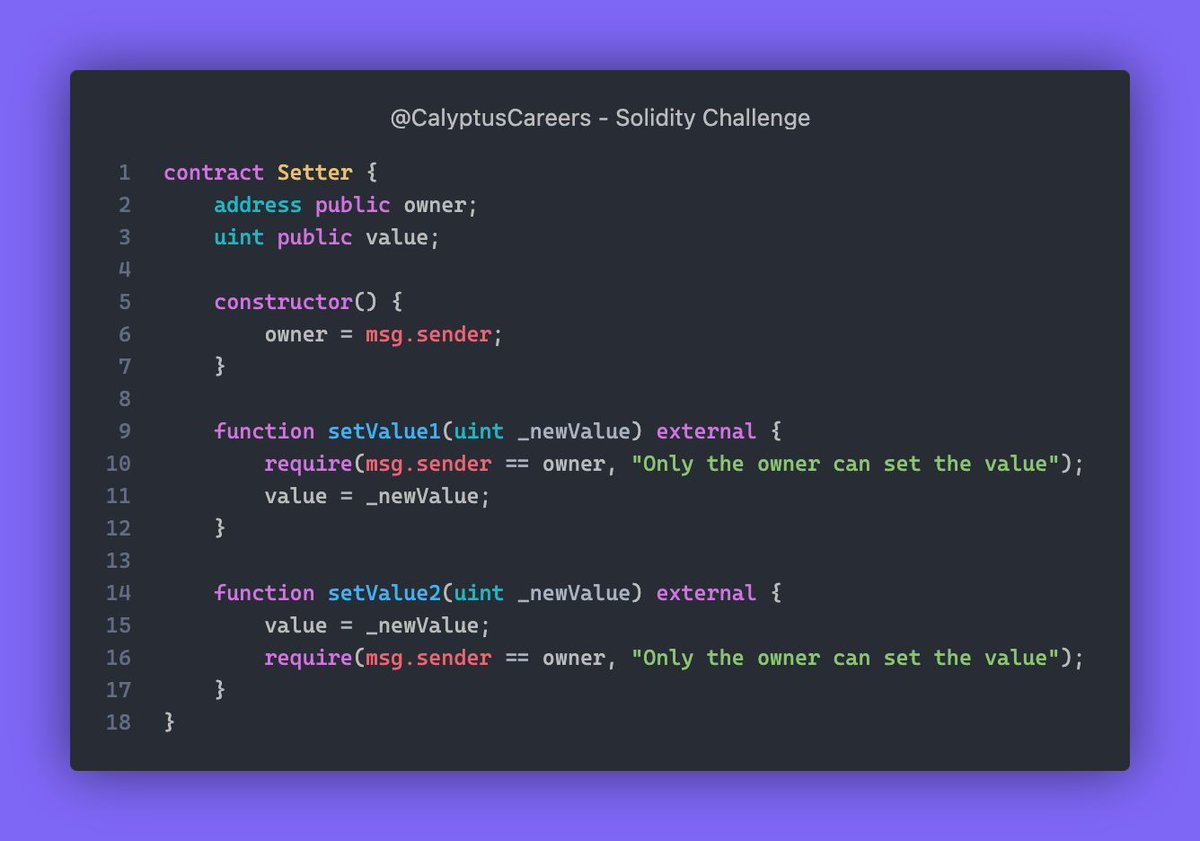 @CalyptusCareers - Solidity Challenge
1 contract Setter {
2     address public owner;
3     uint public value;
4
5     constructor() {
6         owner = msg.sender;
7     }
8
9     function setValue1(uint _newValue) external {
10         require(msg.sender == owner, "Only the owner can set the value");
11         value = _newValue;
12     }
13
14     function setValue2(uint _newValue) external {
15         value = _newValue;
16         require(msg.sender == owner, "Only the owner can set the value");
17     }
18 }